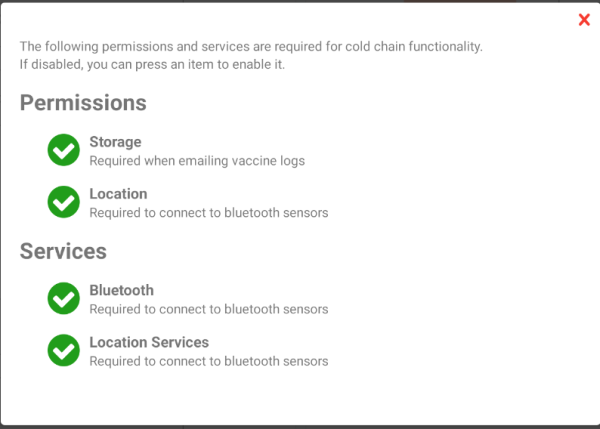 The following permissions and services are required for cold chain functionality.
If disabled, you can press an item to enable it.
Permissions
Storage
Required when emailing vaccine logs
Location
Required to connect to bluetooth sensors
Services
Bluetooth
Required to connect to bluetooth sensors
Location Services
Required to connect to bluetooth sensors